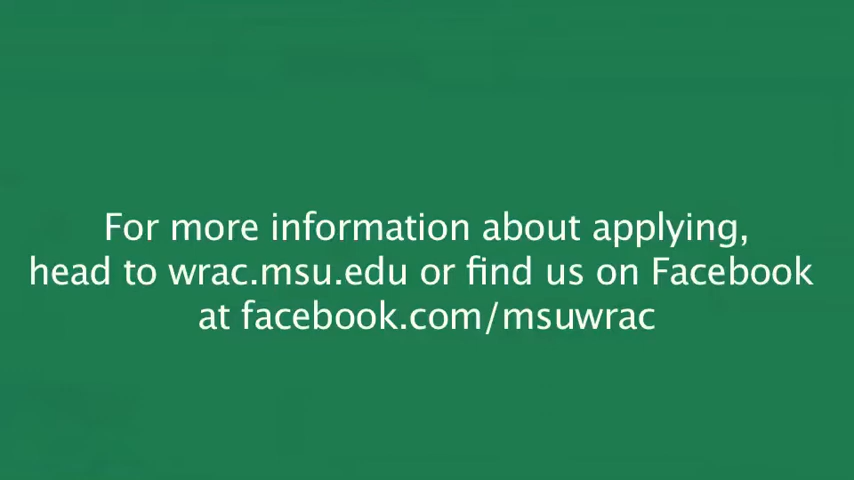 For more information about applying,
head to wrac.msu.edu or find us on Facebook
at facebook.com/msuwrac